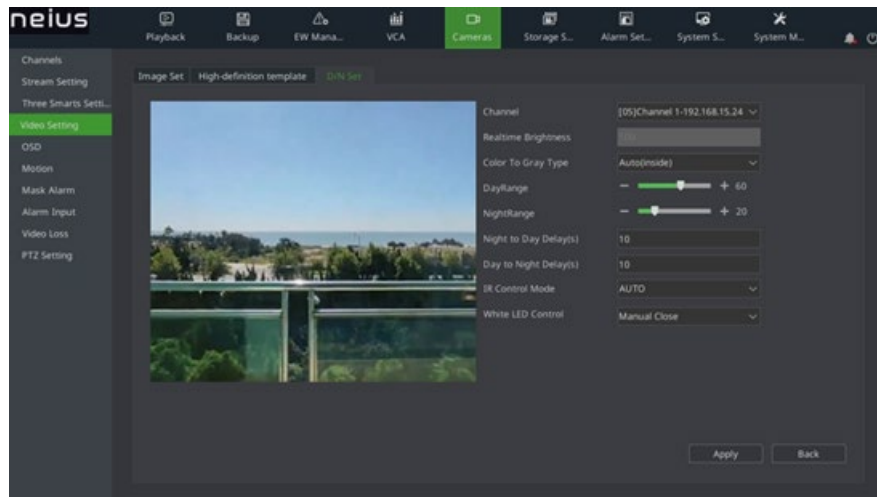 neius
Playback
Backup
EW Mana...
VCA
Cameras
Storage S...
Alarm Set...
System S...
System M...
Channels
Stream Setting
Three Smarts Setti...
Video Setting
OSD
Motion
Mask Alarm
Alarm Input
Video Loss
PTZ Setting
Image Set
High-definition template
D/N Set
Channel
[05]Channel 1-192.168.15.24
Realtime Brightness
Color To Gray Type
Auto(inside)
DayRange
60
NightRange
20
Night to Day Delay(s)
10
Day to Night Delay(s)
10
IR Control Mode
AUTO
White LED Control
Manual Close
Apply
Back